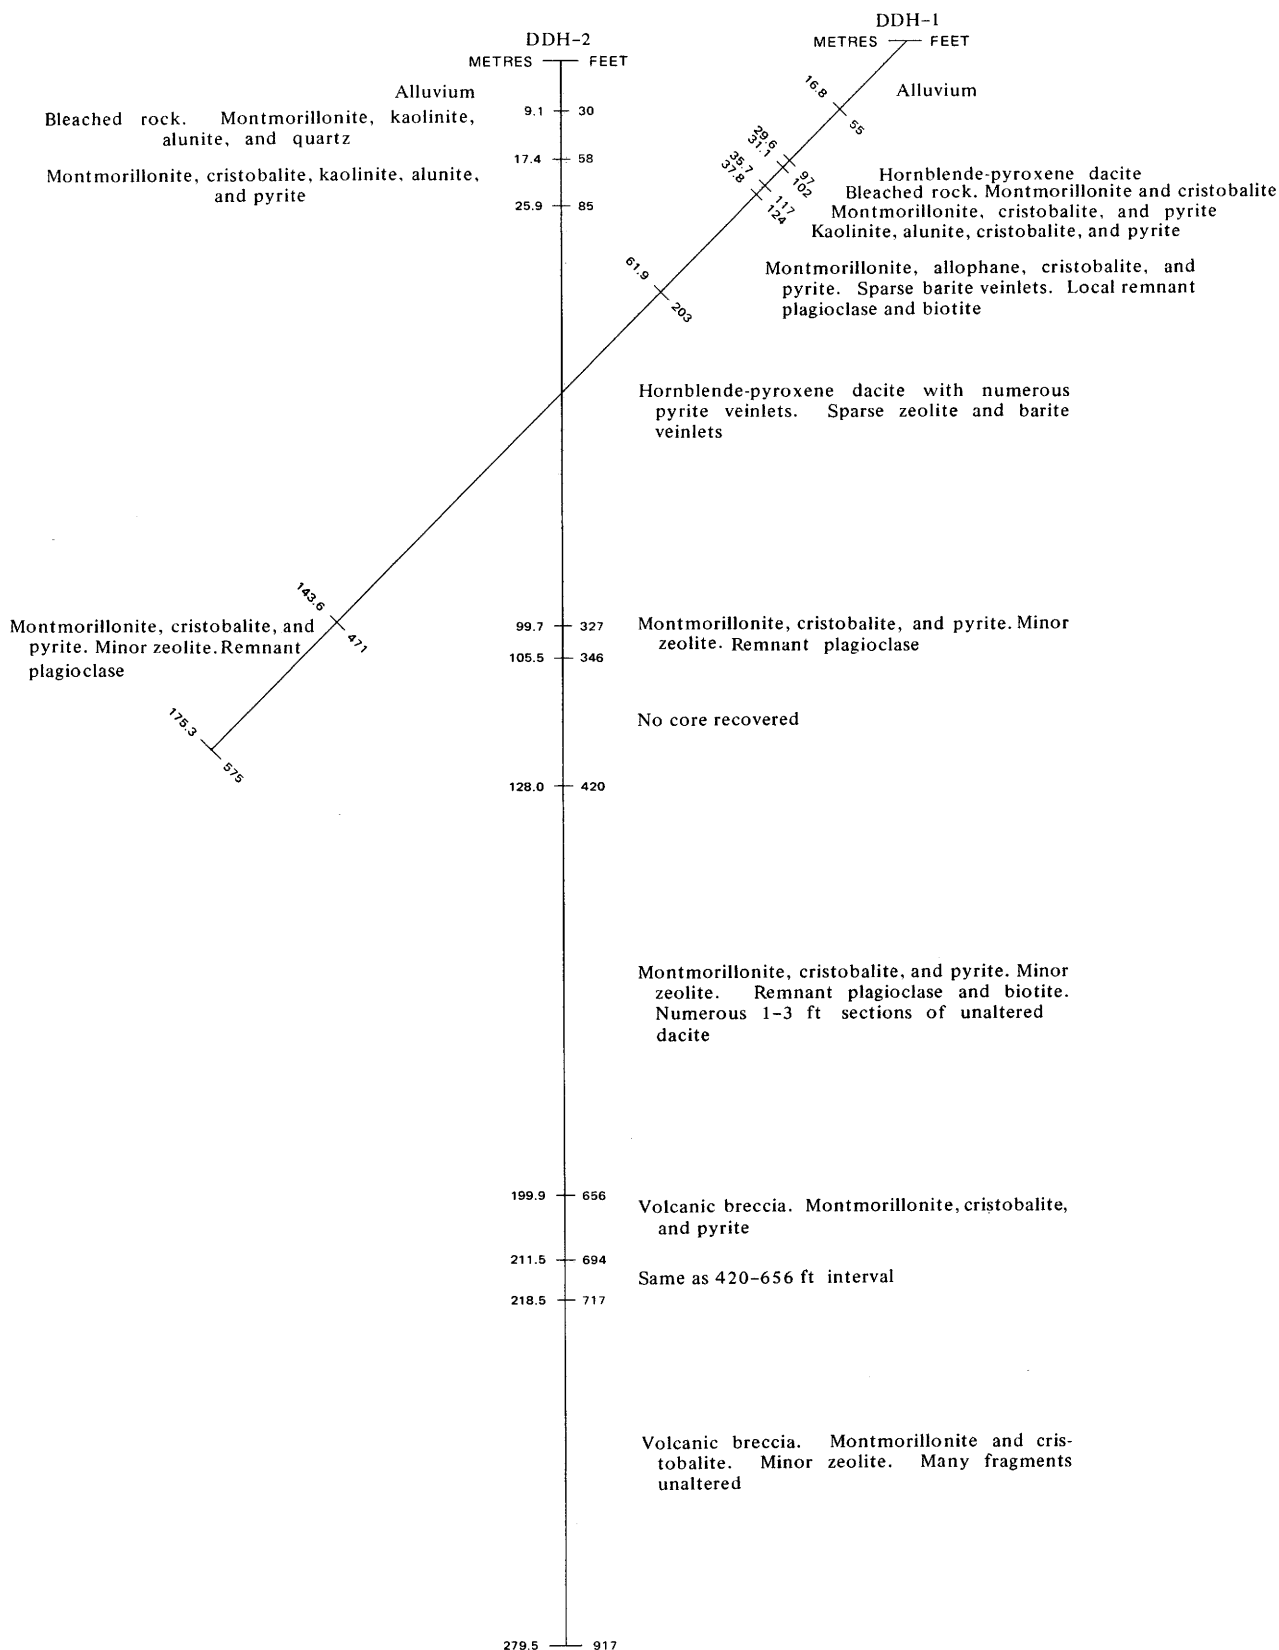 DDH-1
METRES FEET
DDH-2
METRES FEET
Alluvium
9.1 30
Bleached rock. Montmorillonite, kaolinite,
alunite, and quartz
17.4 58
Montmorillonite, cristobalite, kaolinite, alunite,
and pyrite
25.9 85
16.8 55
Alluvium
29.6 97
31.1 102
35.7 117
37.8 124
Hornblende-pyroxene dacite
Bleached rock. Montmorillonite and cristobalite
Montmorillonite, cristobalite, and pyrite
Kaolinite, alunite, cristobalite, and pyrite
61.9 203
Montmorillonite, allophane, cristobalite, and
pyrite. Sparse barite veinlets. Local remnant
plagioclase and biotite
Hornblende-pyroxene dacite with numerous
pyrite veinlets. Sparse zeolite and barite
veinlets
143.6 471
Montmorillonite, cristobalite, and
pyrite. Minor zeolite. Remnant
plagioclase
175.3 575
99.7 327
Montmorillonite, cristobalite, and pyrite. Minor
zeolite. Remnant plagioclase
105.5 346
No core recovered
128.0 420
Montmorillonite, cristobalite, and pyrite. Minor
zeolite. Remnant plagioclase and biotite.
Numerous 1-3 ft sections of unaltered
dacite
199.9 656
Volcanic breccia. Montmorillonite, cristobalite,
and pyrite
211.5 694
Same as 420-656 ft interval
218.5 717
Volcanic breccia. Montmorillonite and cris-
tobalite. Minor zeolite. Many fragments
unaltered
279.5 917